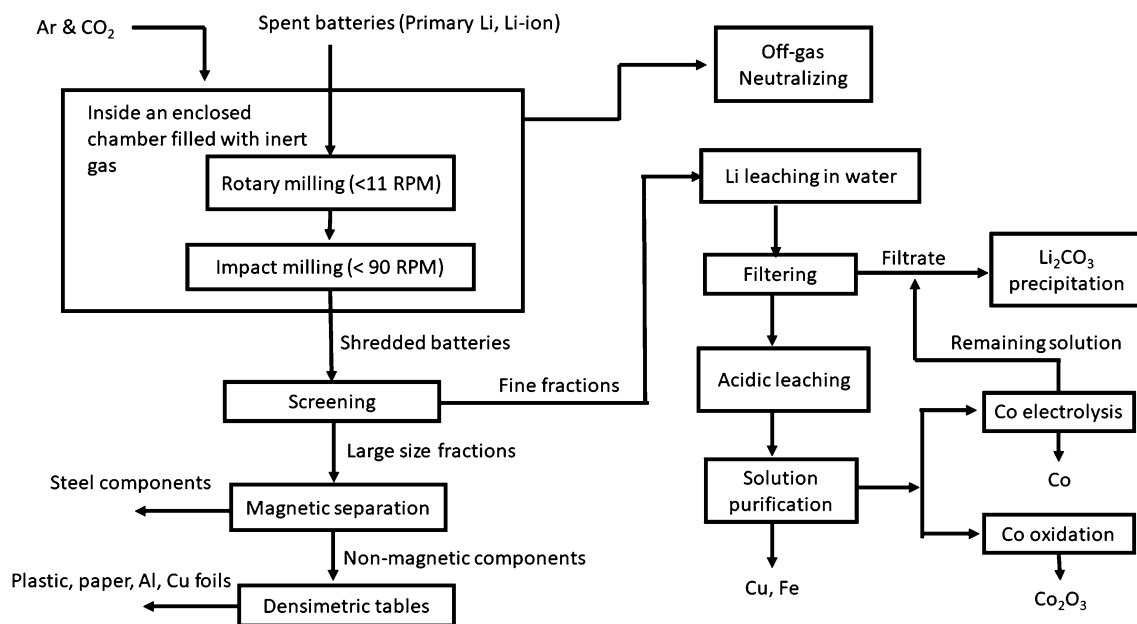 Ar & CO₂
Spent batteries (Primary Li, Li-ion)
Off-gas
Neutralizing
Inside an enclosed
chamber filled with inert
gas
Rotary milling (<11 RPM)
Impact milling (< 90 RPM)
Shredded batteries
Screening
Fine fractions
Large size fractions
Steel components
Magnetic separation
Non-magnetic components
Plastic, paper, Al, Cu foils
Densimetric tables
Li leaching in water
Filtering
Filtrate
Li₂CO₃
precipitation
Remaining solution
Acidic leaching
Co electrolysis
Co
Solution
purification
Co oxidation
Cu, Fe
Co₂O₃